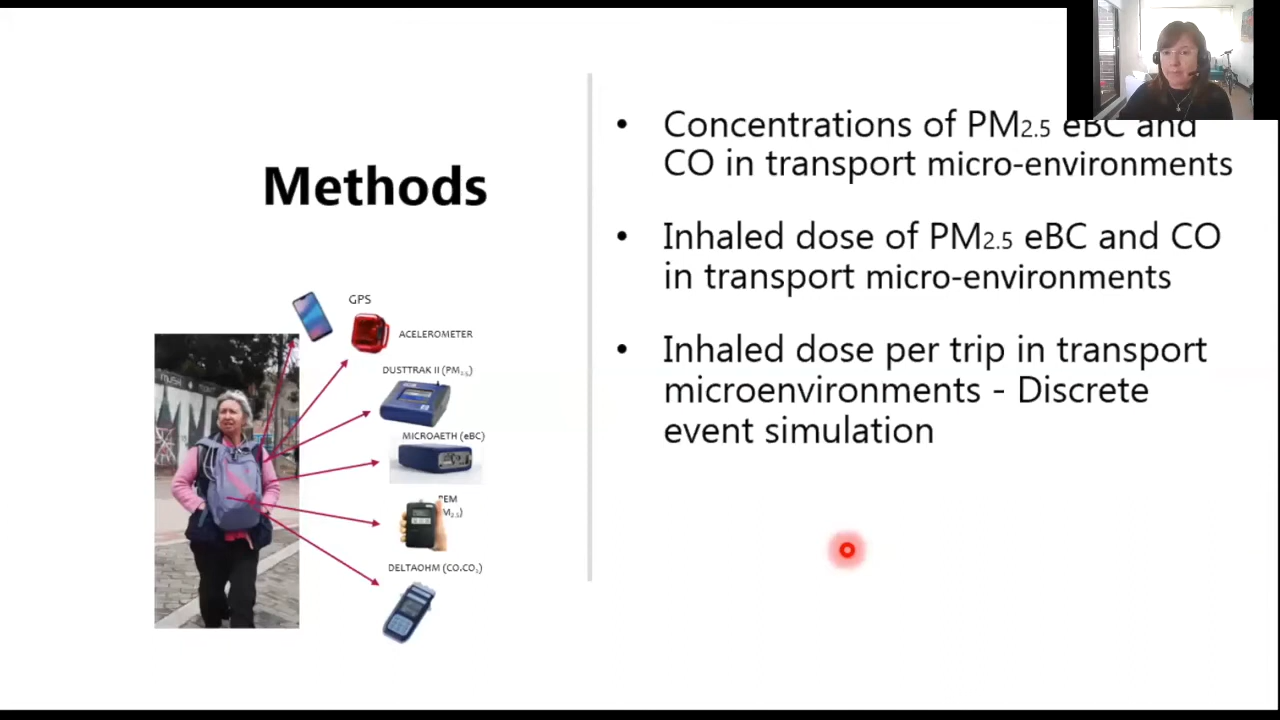 Methods
GPS
ACELEROMETER
DUSTTRAK II (PM2.5)
MICROAETH (eBC)
PEM
M2.5)
DELTAOHM (CO,CO2)
• Concentrations of PM2.5 eBC and
CO in transport micro-environments
• Inhaled dose of PM2.5 eBC and CO
in transport micro-environments
• Inhaled dose per trip in transport
microenvironments - Discrete
event simulation